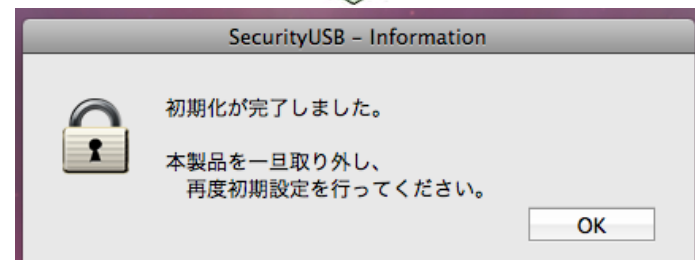 SecurityUSB – Information
初期化が完了しました。
本製品を一旦取り外し、
再度初期設定を行ってください。
OK